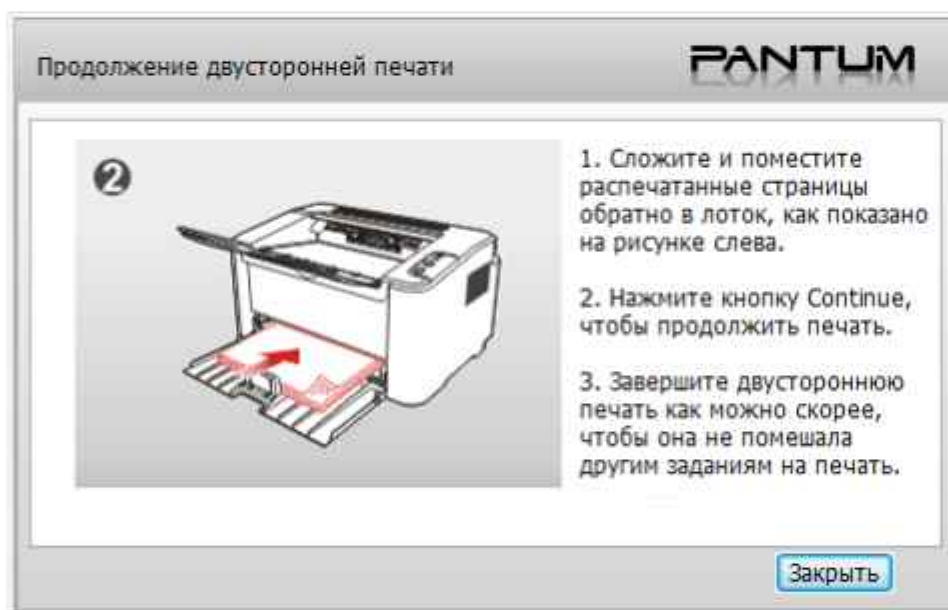 Продолжение двусторонней печати
PANTUM
2
1. Сложите и поместите
распечатанные страницы
обратно в лоток, как показано
на рисунке слева.
2. Нажмите кнопку Continue,
чтобы продолжить печать.
3. Завершите двустороннюю
печать как можно скорее,
чтобы она не помешала
другим заданиям на печать.
Закрыть